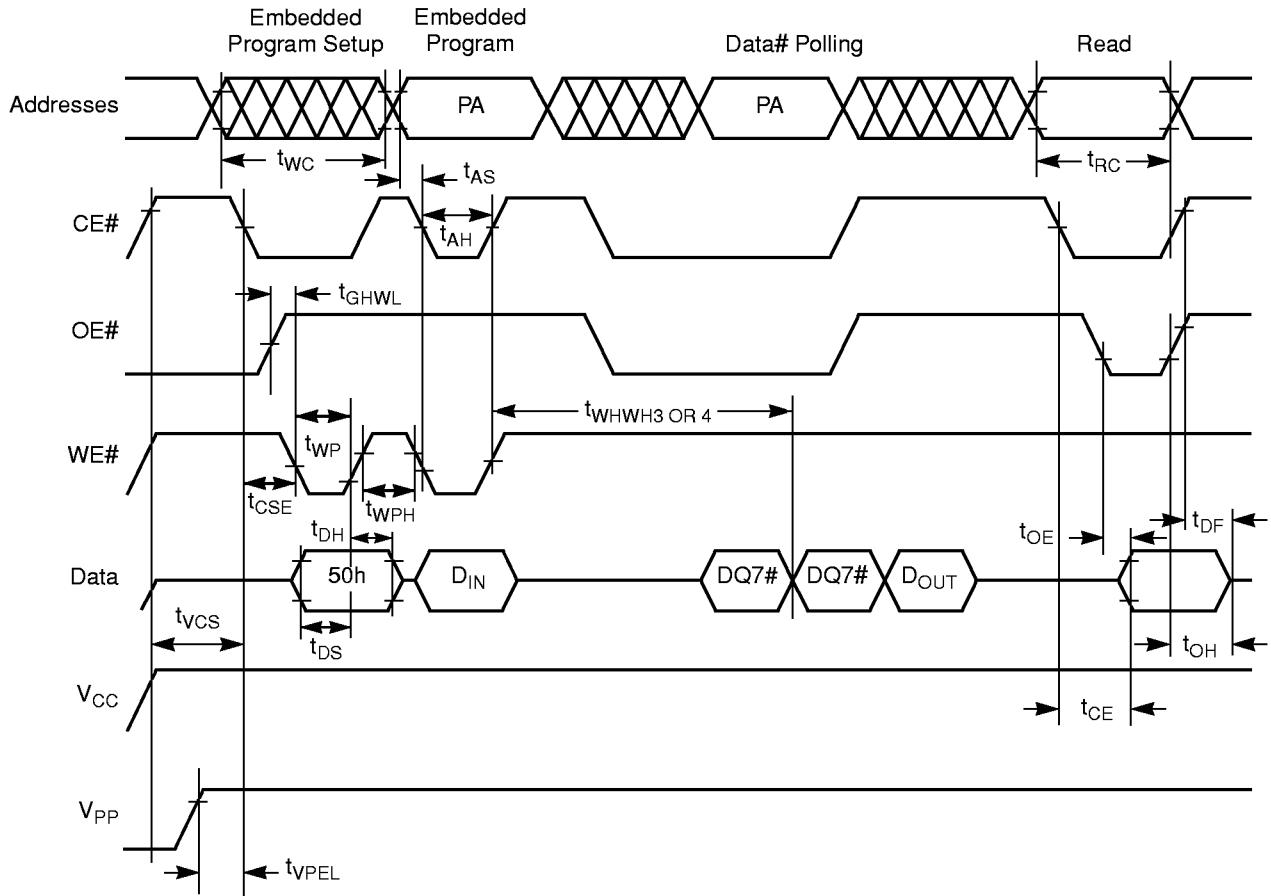 Embedded
Program Setup
Embedded
Program
Data# Polling
Read
Addresses
PA
PA
tWC
tAS
tRC
CE#
tAH
tGHWL
OE#
tWHWH3 OR 4
tWP
WE#
tCSE
tWPH
tDH
tOE
tDF
Data
50h
DIN
DQ7#
DQ7#
DOUT
tVCS
tDS
tOH
VCC
tCE
VPP
tVPEL